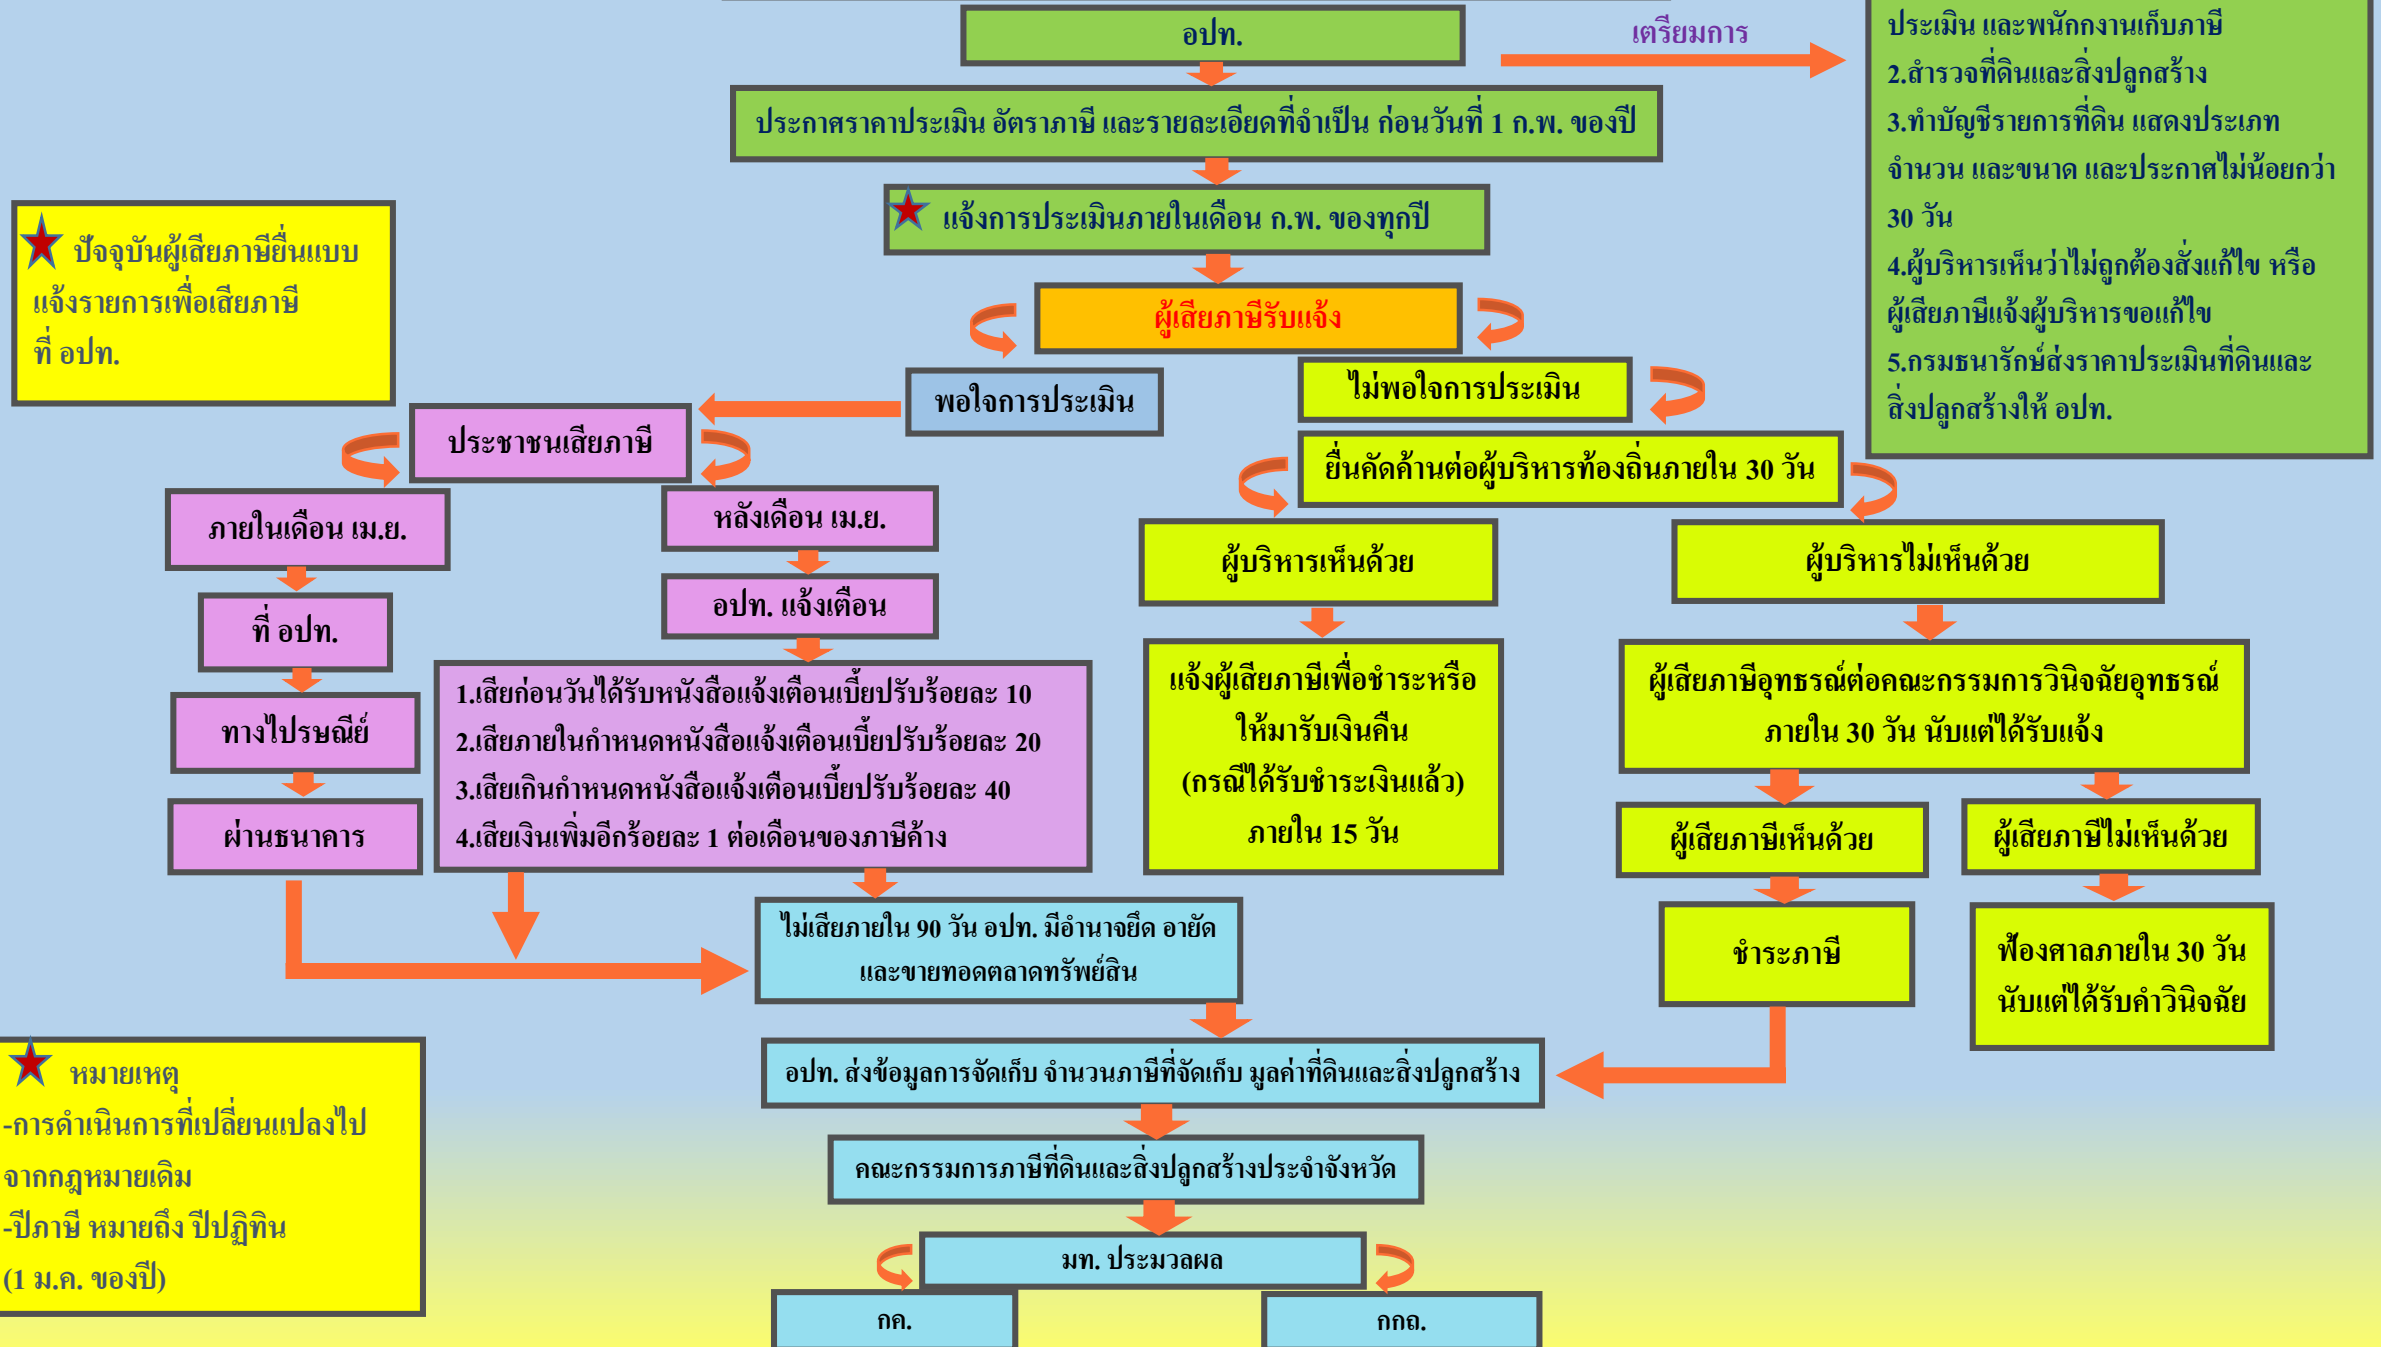 อปท.
เตรียมการ
ประเมิน และพนักกงานเก็บภาษี
2.สำรวจที่ดินและสิ่งปลูกสร้าง
3.ทำบัญชีรายการที่ดิน แสดงประเภท
จำนวน และขนาด และประกาศไม่น้อยกว่า
30 วัน
4.ผู้บริหารเห็นว่าไม่ถูกต้องสั่งแก้ไข หรือ
ผู้เสียภาษีแจ้งผู้บริหารขอแก้ไข
5.กรมธนารักษ์ส่งราคาประเมินที่ดินและ
สิ่งปลูกสร้างให้ อปท.
ประกาศราคาประเมิน อัตราภาษี และรายละเอียดที่จำเป็น ก่อนวันที่ 1 ก.พ. ของปี
แจ้งการประเมินภายในเดือน ก.พ. ของทุกปี
ปัจจุบันผู้เสียภาษียื่นแบบ
แจ้งรายการเพื่อเสียภาษี
ที่ อปท.
ผู้เสียภาษีรับแจ้ง
พอใจการประเมิน
ไม่พอใจการประเมิน
ประชาชนเสียภาษี
ยื่นคัดค้านต่อผู้บริหารท้องถิ่นภายใน 30 วัน
ภายในเดือน เม.ย.
หลังเดือน เม.ย.
ผู้บริหารเห็นด้วย
ผู้บริหารไม่เห็นด้วย
ที่ อปท.
อปท. แจ้งเตือน
ทางไปรษณีย์
ผ่านธนาคาร
1.เสียก่อนวันได้รับหนังสือแจ้งเตือนเบี้ยปรับร้อยละ 10
2.เสียภายในกำหนดหนังสือแจ้งเตือนเบี้ยปรับร้อยละ 20
3.เสียเกินกำหนดหนังสือแจ้งเตือนเบี้ยปรับร้อยละ 40
4.เสียเงินเพิ่มอีกร้อยละ 1 ต่อเดือนของภาษีค้าง
แจ้งผู้เสียภาษีเพื่อชำระหรือ
ให้มารับเงินคืน
(กรณีได้รับชำระเงินแล้ว)
ภายใน 15 วัน
ผู้เสียภาษีอุทธรณ์ต่อคณะกรรมการวินิจฉัยอุทธรณ์
ภายใน 30 วัน นับแต่ได้รับแจ้ง
ผู้เสียภาษีเห็นด้วย
ผู้เสียภาษีไม่เห็นด้วย
ไม่เสียภายใน 90 วัน อปท. มีอำนาจยึด อายัด
และขายทอดตลาดทรัพย์สิน
ชำระภาษี
ฟ้องศาลภายใน 30 วัน
นับแต่ได้รับคำวินิจฉัย
หมายเหตุ
-การดำเนินการที่เปลี่ยนแปลงไป
จากกฎหมายเดิม
-ปีภาษี หมายถึง ปีปฏิทิน
(1 ม.ค. ของปี)
อปท. ส่งข้อมูลการจัดเก็บ จำนวนภาษีที่จัดเก็บ มูลค่าที่ดินและสิ่งปลูกสร้าง
คณะกรรมการภาษีที่ดินและสิ่งปลูกสร้างประจำจังหวัด
มท. ประมวลผล
กค.
กกถ.